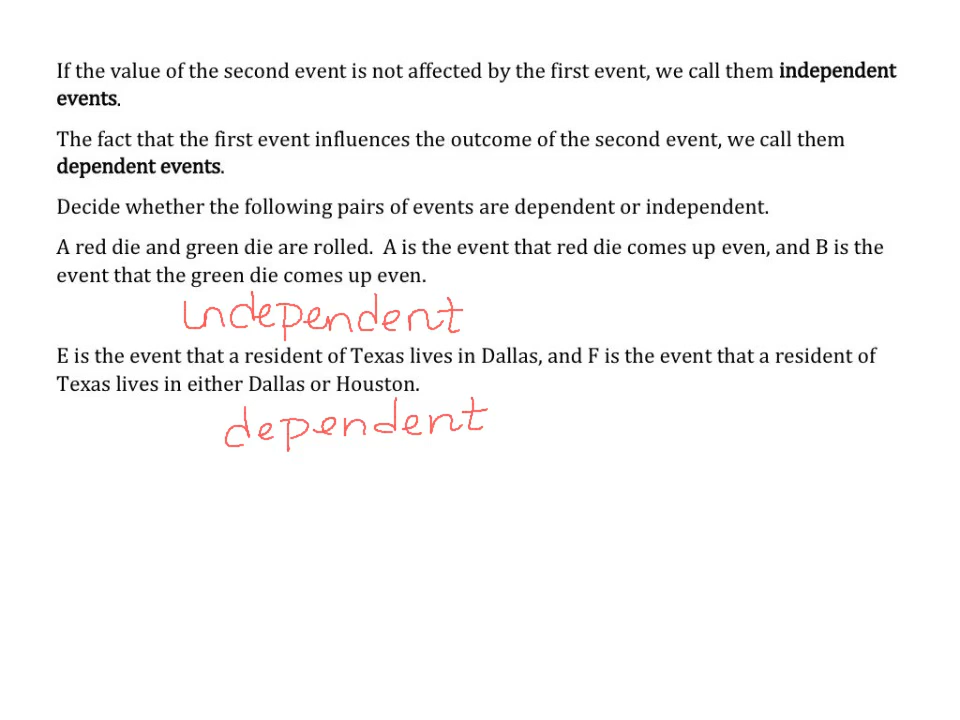 If the value of the second event is not affected by the first event, we call them independent
events.
The fact that the first event influences the outcome of the second event, we call them
dependent events.
Decide whether the following pairs of events are dependent or independent.
A red die and green die are rolled.  A is the event that red die comes up even, and B is the
event that the green die comes up even.
independent
E is the event that a resident of Texas lives in Dallas, and F is the event that a resident of
Texas lives in either Dallas or Houston.
dependent